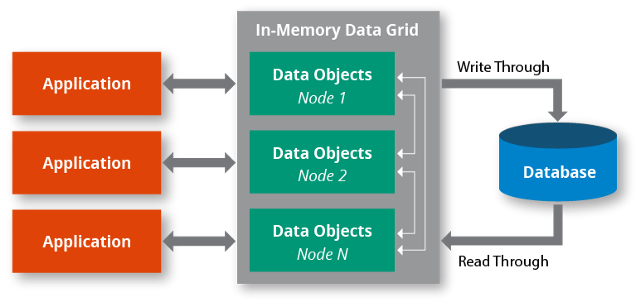 In-Memory Data Grid
Application
Data Objects
Node 1
Write Through
Application
Data Objects
Node 2
Database
Application
Data Objects
Node N
Read Through